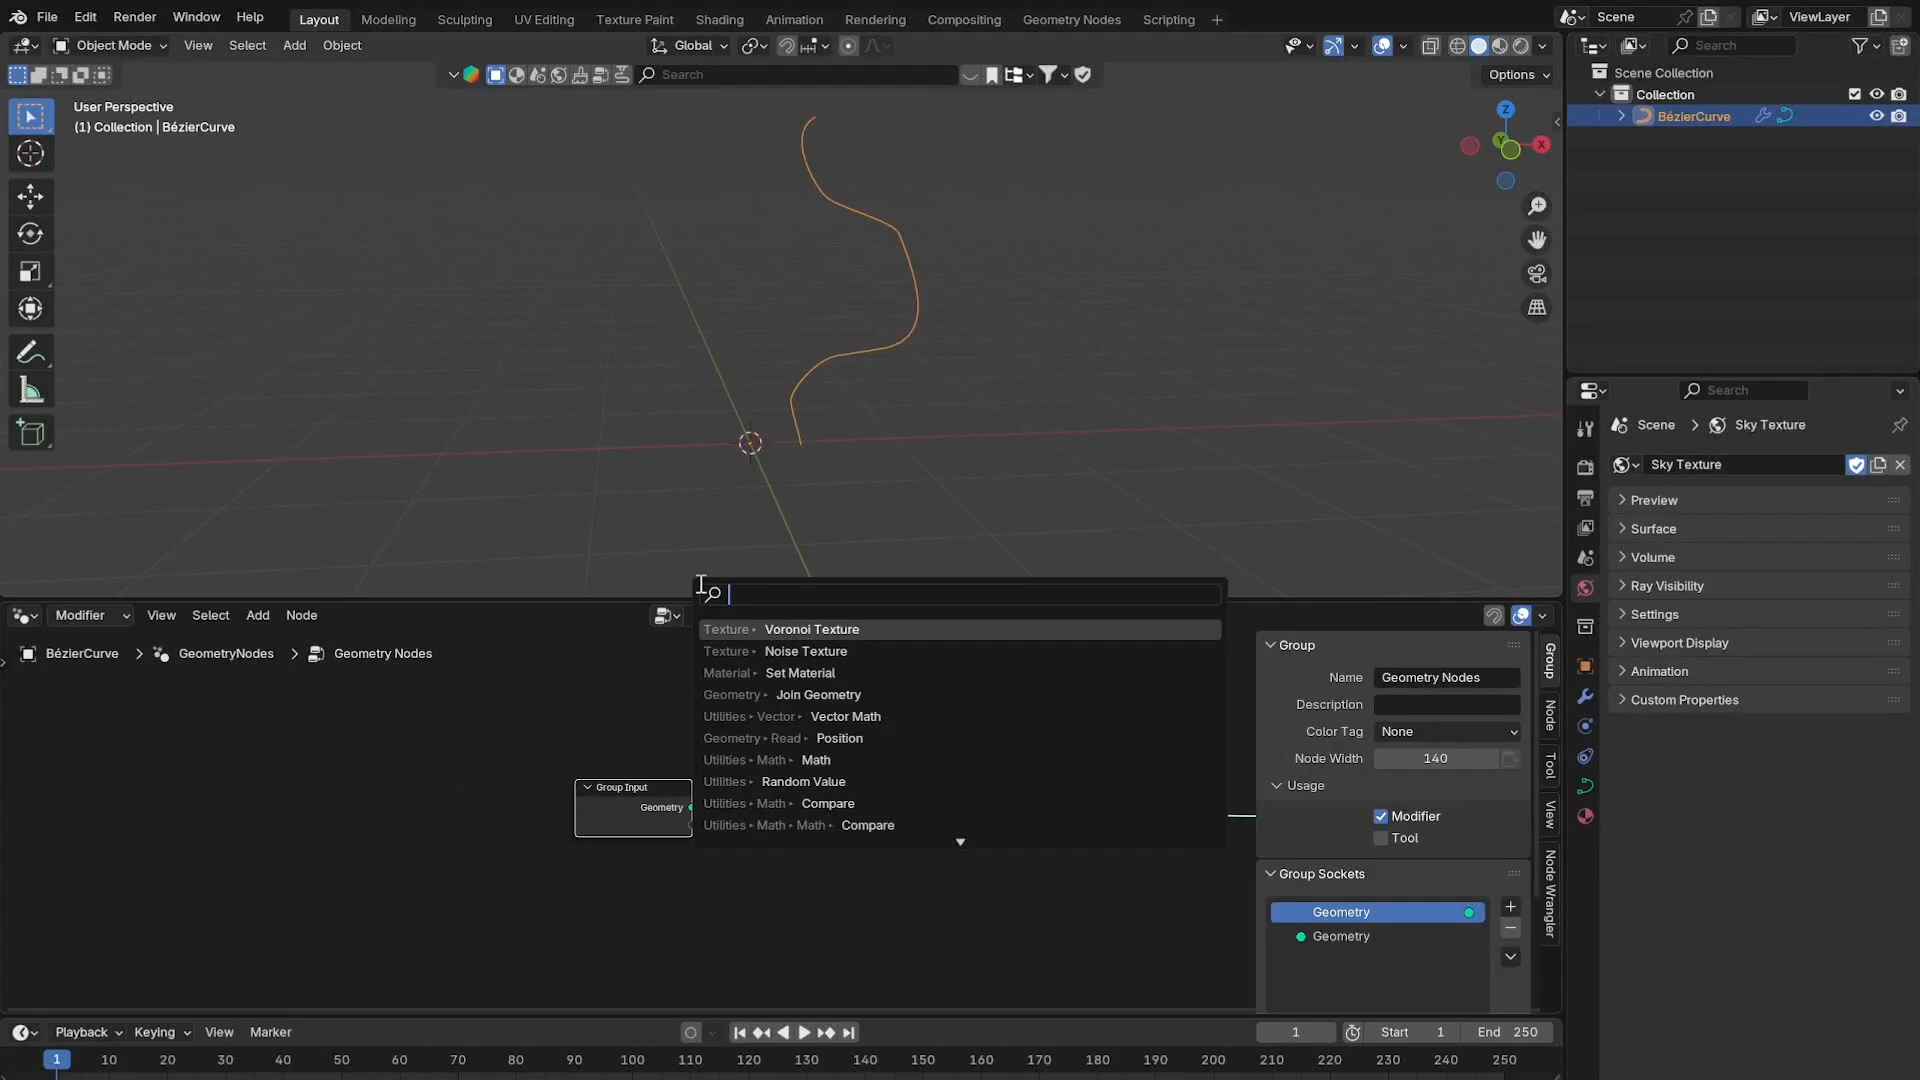 File Edit Render Window Help Layout Modeling Sculpting UV Editing Texture Paint Shading Animation Rendering Compositing Geometry Nodes Scripting + Scene ViewLayer
Object Mode View Select Add Object Global Search
Search Options
User Perspective
(1) Collection | BézierCurve
Z
Y
X
Scene Collection
Collection
BézierCurve
Search
Scene > Sky Texture
Sky Texture
Preview
Surface
Volume
Ray Visibility
Settings
Viewport Display
Animation
Custom Properties
Modifier View Select Add Node
BézierCurve > GeometryNodes > Geometry Nodes
Group Input
Geometry
Texture ▸ Voronoi Texture
Texture ▸ Noise Texture
Material ▸ Set Material
Geometry ▸ Join Geometry
Utilities ▸ Vector ▸ Vector Math
Geometry ▸ Read ▸ Position
Utilities ▸ Math ▸ Math
Utilities ▸ Random Value
Utilities ▸ Math ▸ Compare
Utilities ▸ Math ▸ Math ▸ Compare
Group
Name Geometry Nodes
Description
Color Tag None
Node Width 140
Usage
Modifier
Tool
Group Sockets
Geometry
Geometry
Group
Node
Tool
View
Node Wrangler
Playback Keying View Marker 1 Start 1 End 250
1 10 20 30 40 50 60 70 80 90 100 110 120 130 140 150 160 170 180 190 200 210 220 230 240 250